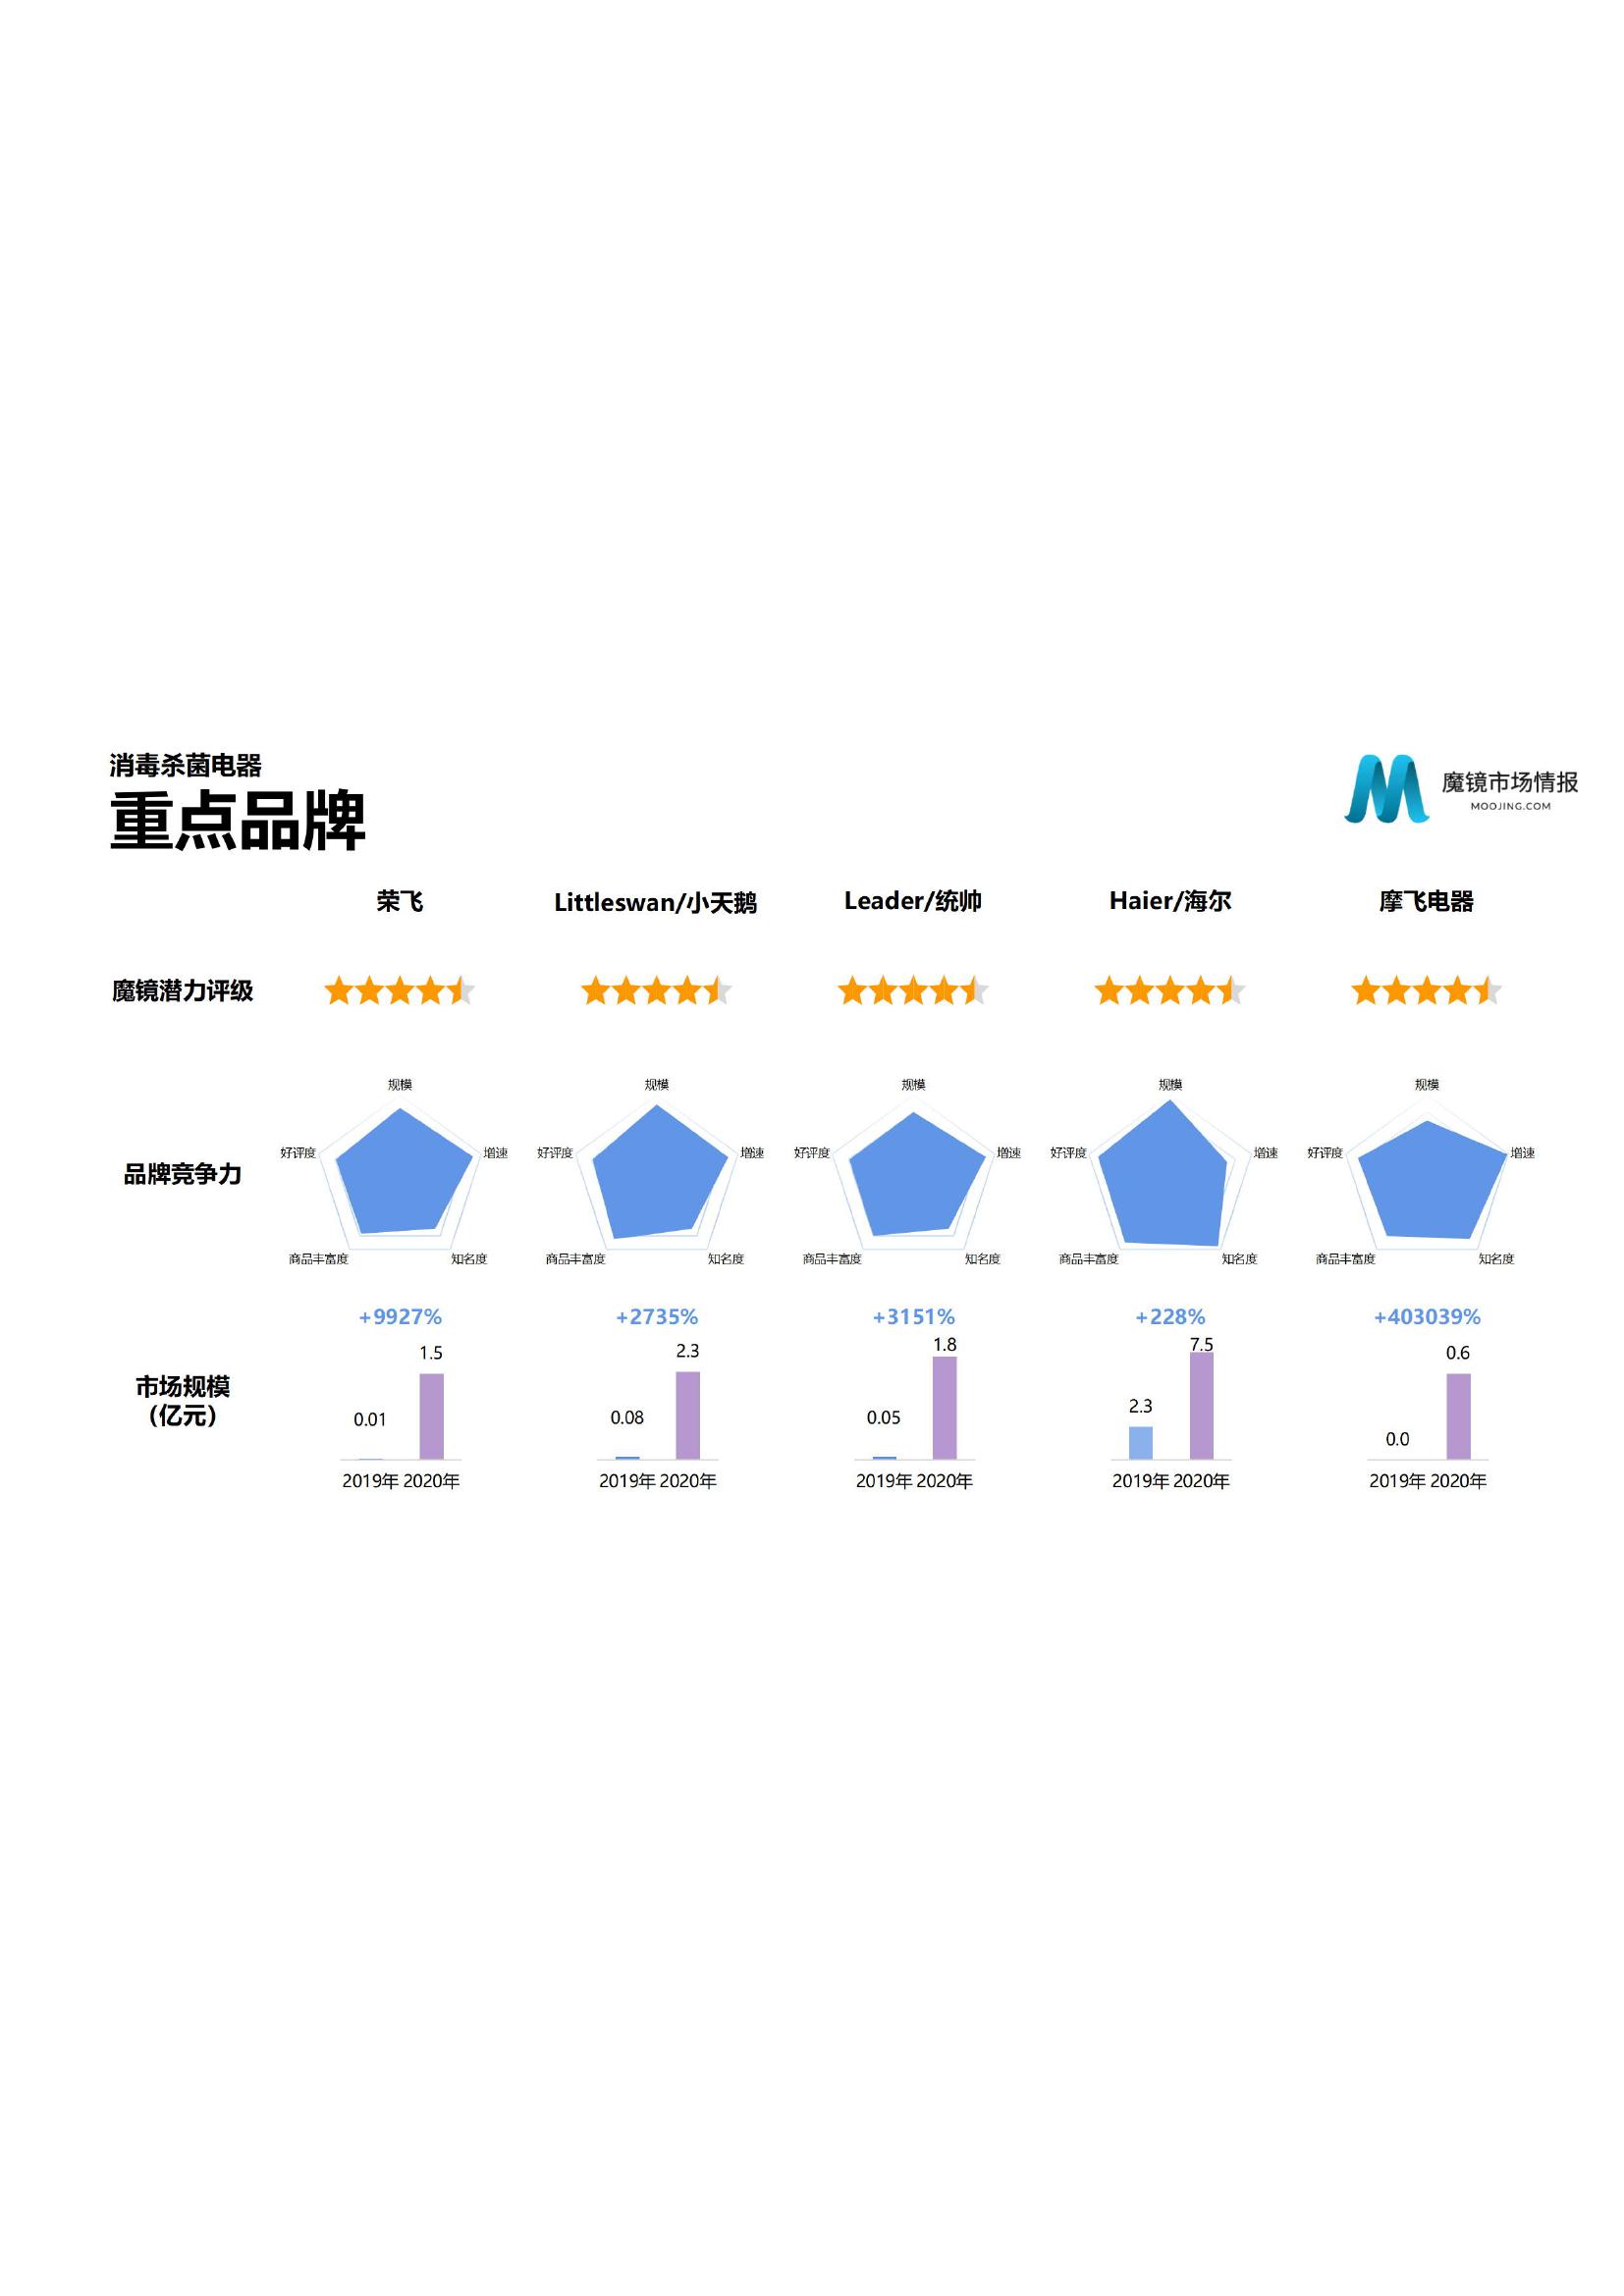 消毒杀菌电器
重点品牌
魔镜市场情报
MOOJING.COM
荣飞
Littleswan/小天鹅
Leader/统帅
Haier/海尔
摩飞电器
魔镜潜力评级
品牌竞争力
规模
增速
知名度
商品丰富度
好评度
规模
增速
知名度
商品丰富度
好评度
规模
增速
知名度
商品丰富度
好评度
规模
增速
知名度
商品丰富度
好评度
规模
增速
知名度
商品丰富度
好评度
市场规模
（亿元）
+9927%
0.01
1.5
2019年 2020年
+2735%
0.08
2.3
2019年 2020年
+3151%
0.05
1.8
2019年 2020年
+228%
2.3
7.5
2019年 2020年
+403039%
0.0
0.6
2019年 2020年